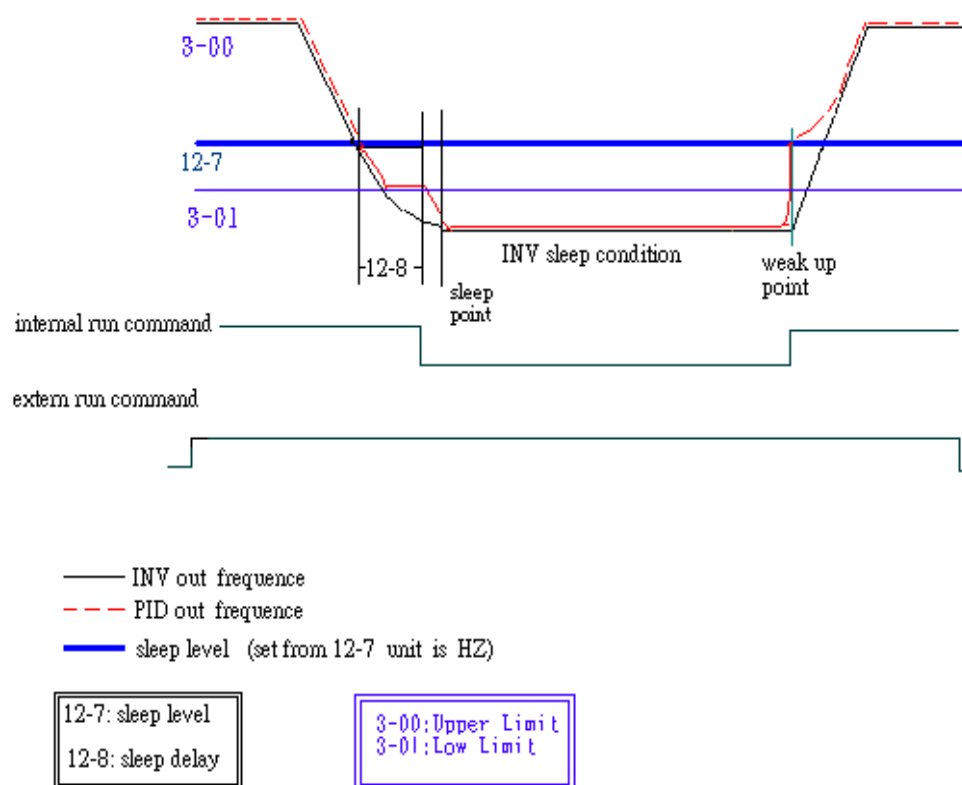 3-00
12-7
3-01
12-8
INV sleep condition
sleep
point
weak up
point
internal run command
extern run command
INV out frequence
PID out frequence
sleep level (set from 12-7 unit is HZ)
12-7: sleep level
12-8: sleep delay
3-00:Upper Limit
3-01:Low Limit